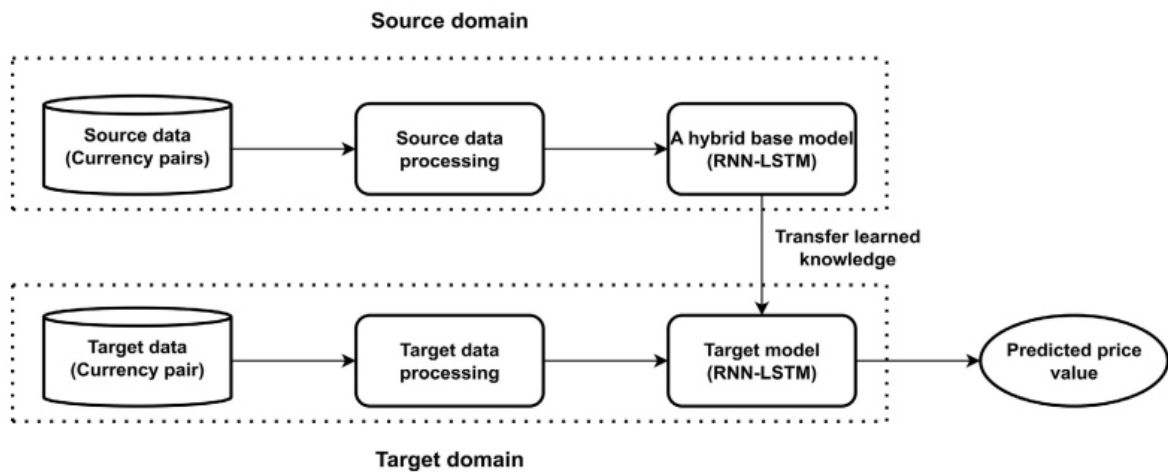 Source domain
Source data
(Currency pairs)
Source data
processing
A hybrid base model
(RNN-LSTM)
Transfer learned
knowledge
Target data
(Currency pair)
Target data
processing
Target model
(RNN-LSTM)
Predicted price
value
Target domain